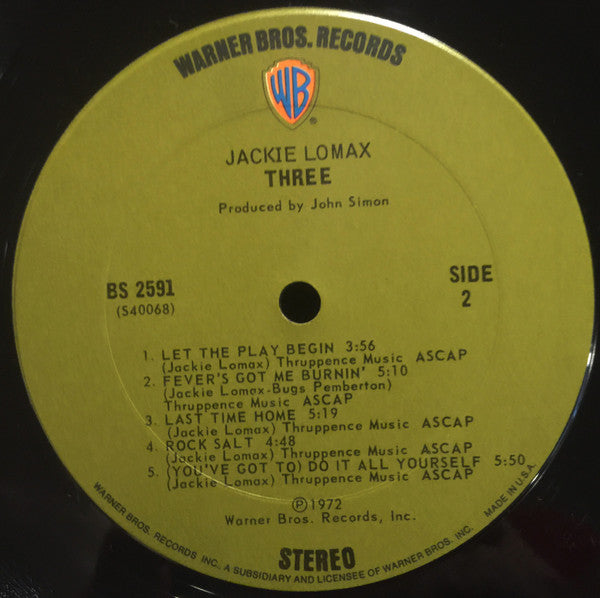 WARNER BROS. RECORDS
WB
®
JACKIE LOMAX
THREE
Produced by John Simon
BS 2591
(S40068)
SIDE
2
1. LET THE PLAY BEGIN 3:56
(Jackie Lomax) Thruppence Music ASCAP
2. FEVER'S GOT ME BURNIN' 5:10
(Jackie Lomax-Bugs Pemberton)
Thruppence Music ASCAP
3. LAST TIME HOME 5:19
(Jackie Lomax) Thruppence Music ASCAP
4. ROCK SALT 4:48
(Jackie Lomax) Thruppence Music ASCAP
5. (YOU'VE GOT TO) DO IT ALL YOURSELF 5:50
(Jackie Lomax) Thruppence Music ASCAP
Ⓟ1972
Warner Bros. Records, Inc.
STEREO
WARNER BROS. RECORDS INC. A SUBSIDIARY AND LICENSEE OF WARNER BROS. INC. MADE IN U.S.A.